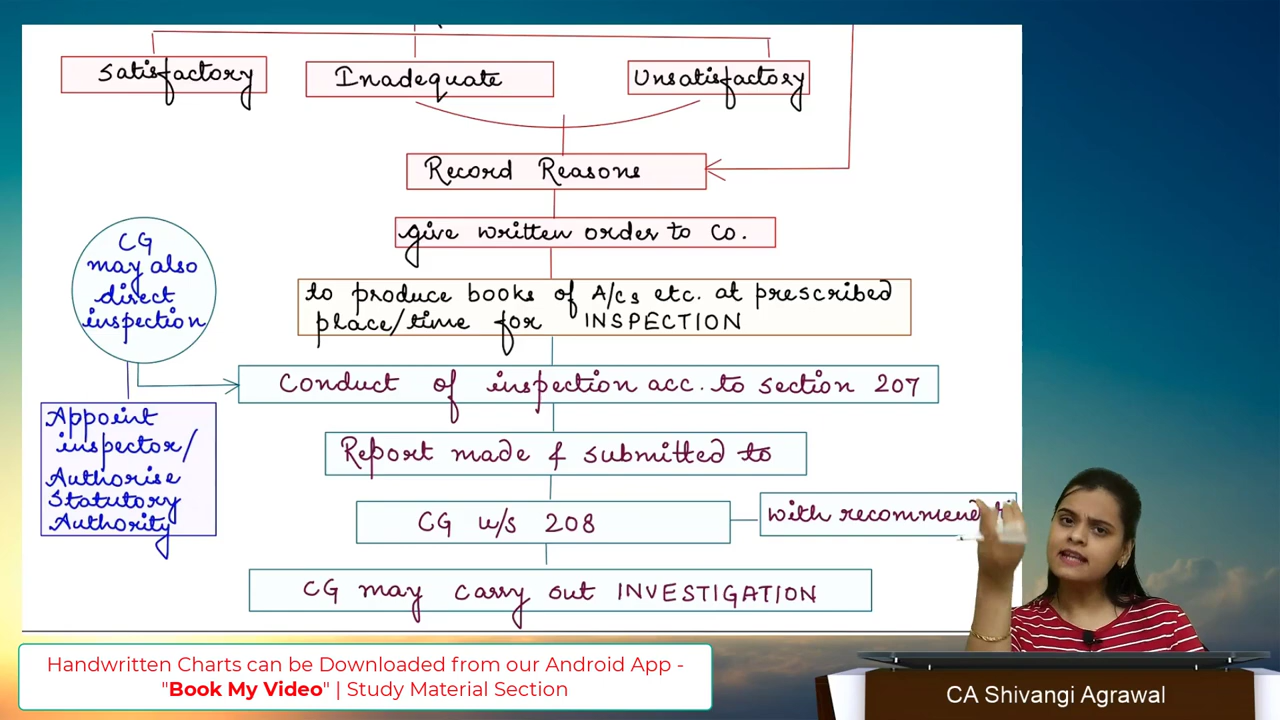 Satisfactory
Inadequate
Unsatisfactory
Record Reasons
give written order to Co.
to produce books of A/cs etc. at prescribed
place/time for INSPECTION
CG
may also
direct
inspection
Conduct of inspection acc. to section 207
Appoint
inspector/
Authorise
Statutory
Authority
Report made & submitted to
CG u/s 208
with
CG may carry out INVESTIGATION
Handwritten Charts can be Downloaded from our Android App -
"Book My Video" | Study Material Section
CA Shivangi Agrawal